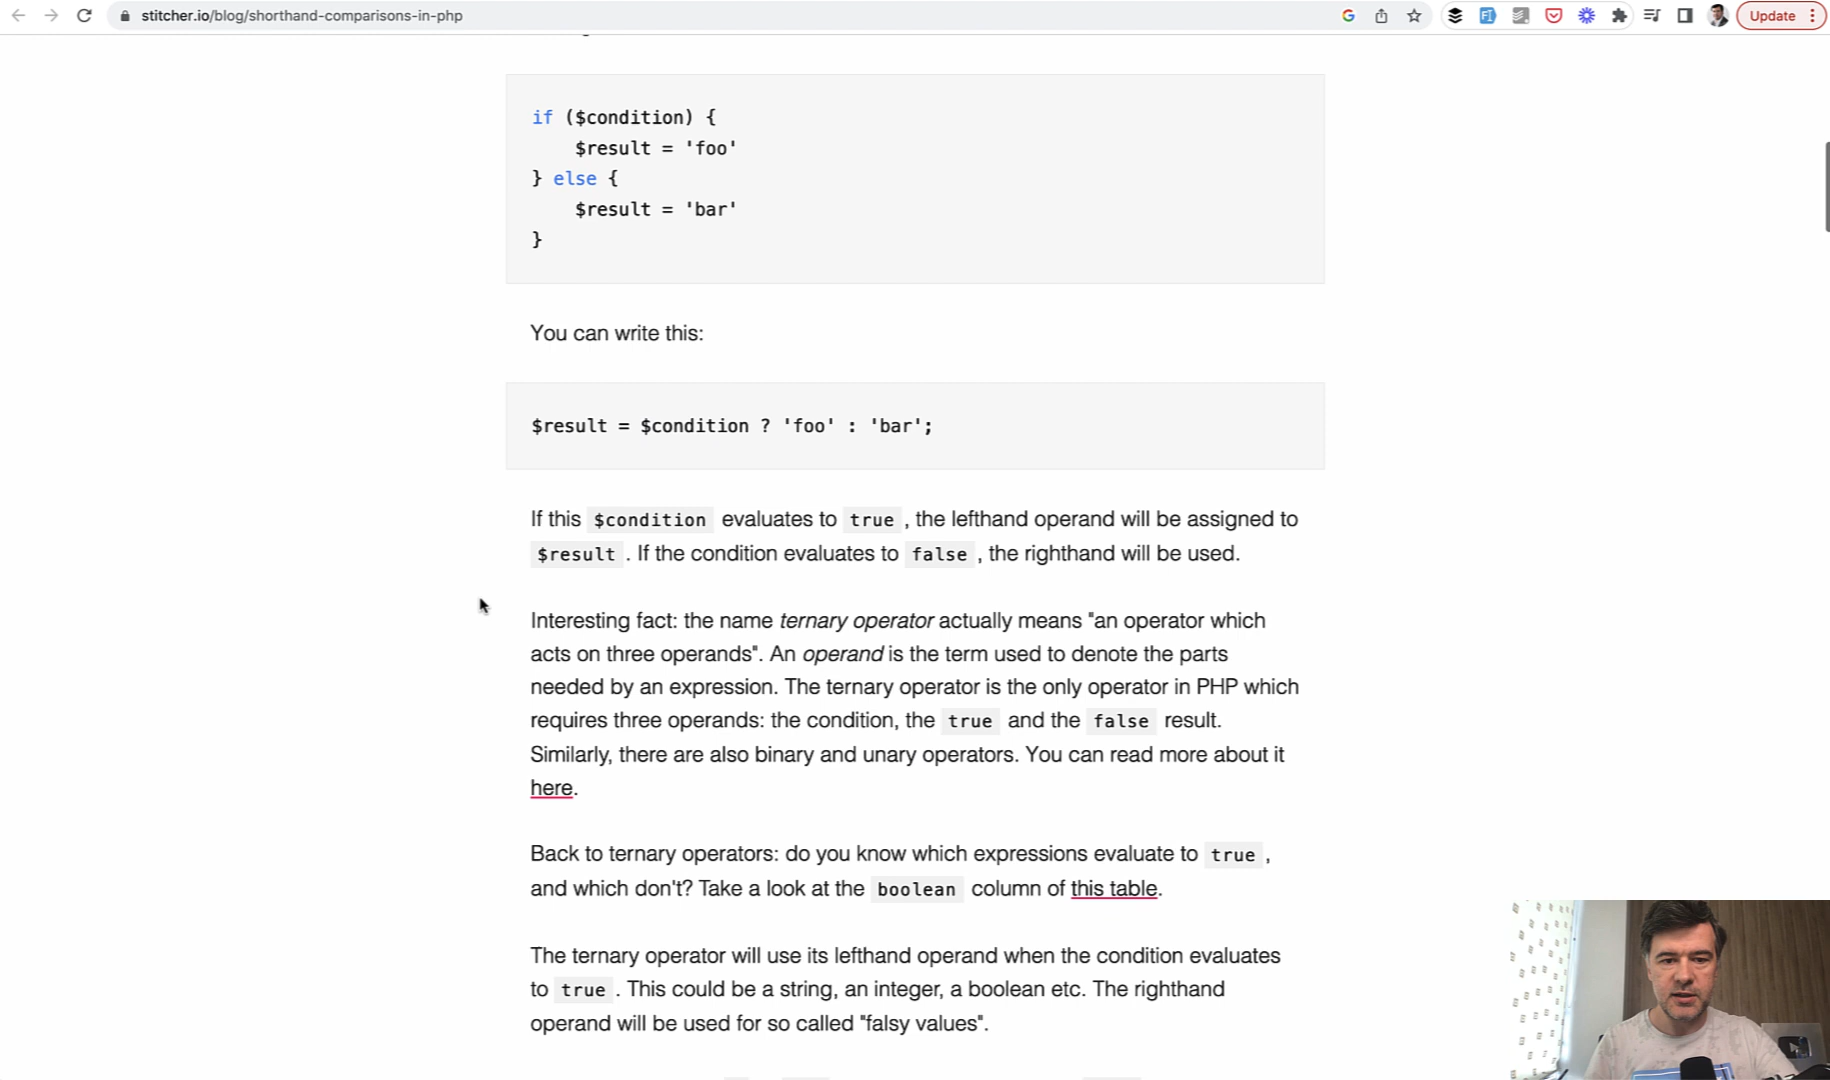 stitcher.io/blog/shorthand-comparisons-in-php
Update
if ($condition) {
    $result = 'foo'
} else {
    $result = 'bar'
}
You can write this:
$result = $condition ? 'foo' : 'bar';
If this $condition evaluates to true , the lefthand operand will be assigned to
$result . If the condition evaluates to false , the righthand will be used.
Interesting fact: the name ternary operator actually means "an operator which
acts on three operands". An operand is the term used to denote the parts
needed by an expression. The ternary operator is the only operator in PHP which
requires three operands: the condition, the true and the false result.
Similarly, there are also binary and unary operators. You can read more about it
here.
Back to ternary operators: do you know which expressions evaluate to true ,
and which don't? Take a look at the boolean column of this table.
The ternary operator will use its lefthand operand when the condition evaluates
to true . This could be a string, an integer, a boolean etc. The righthand
operand will be used for so called "falsy values".